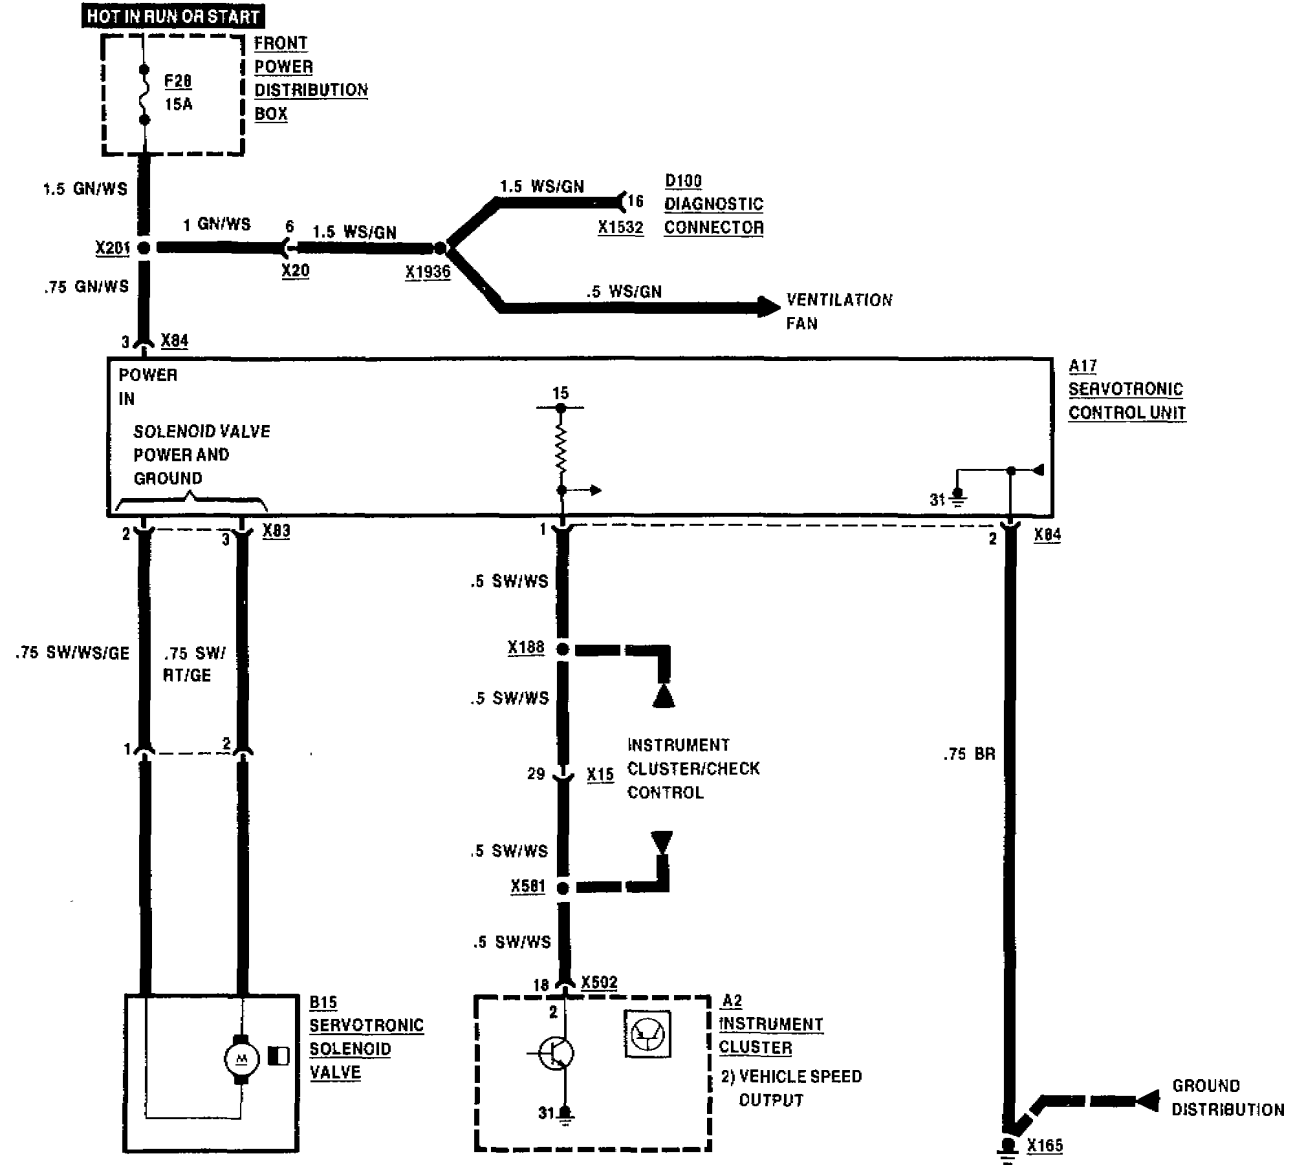 HOT IN RUN OR START
FRONT
POWER
DISTRIBUTION
BOX
F28
15A
1.5 GN/WS
1 GN/WS
6
1.5 WS/GN
X201
X20
X1936
1.5 WS/GN
16
X1532
D100
DIAGNOSTIC
CONNECTOR
.75 GN/WS
.5 WS/GN
VENTILATION
FAN
3
X84
POWER
IN
SOLENOID VALVE
POWER AND
GROUND
15
31
A17
SERVOTRONIC
CONTROL UNIT
2
3
X83
1
2
X84
.5 SW/WS
X188
.5 SW/WS
.75 SW/WS/GE
.75 SW/
RT/GE
1
2
INSTRUMENT
CLUSTER/CHECK
CONTROL
29
X15
.75 BR
.5 SW/WS
X581
.5 SW/WS
18
X502
2
31
B15
SERVOTRONIC
SOLENOID
VALVE
M
A2
INSTRUMENT
CLUSTER
2) VEHICLE SPEED
OUTPUT
GROUND
DISTRIBUTION
X165